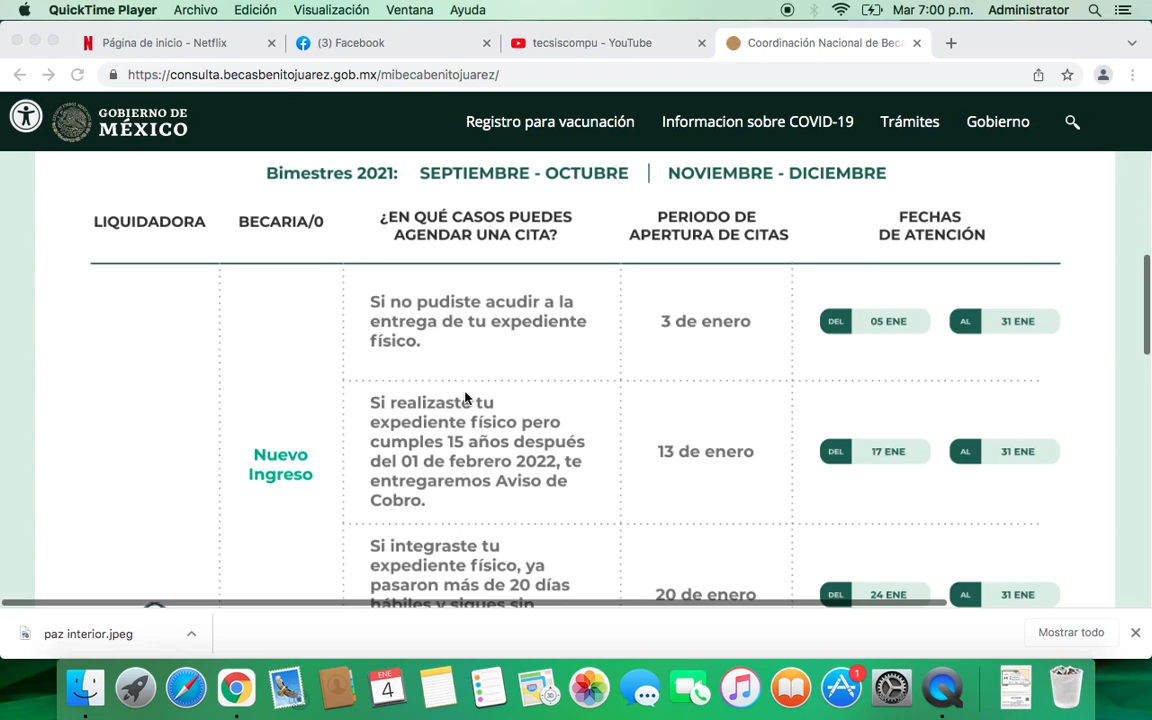 QuickTime Player Archivo Edición Visualización Ventana Ayuda Mar 7:00 p.m. Administrator
Página de inicio - Netflix (3) Facebook tecsiscompu - YouTube Coordinación Nacional de Beca
https://consulta.becasbenitojuarez.gob.mx/mibecabenitojuarez/
GOBIERNO DE
MÉXICO
Registro para vacunación Informacion sobre COVID-19 Trámites Gobierno
Bimestres 2021: SEPTIEMBRE - OCTUBRE | NOVIEMBRE - DICIEMBRE
LIQUIDADORA
BECARIA/0
¿EN QUÉ CASOS PUEDES
AGENDAR UNA CITA?
PERIODO DE
APERTURA DE CITAS
FECHAS
DE ATENCIÓN
Nuevo
Ingreso
Si no pudiste acudir a la
entrega de tu expediente
físico.
3 de enero
DEL 05 ENE AL 31 ENE
Si realizaste tu
expediente físico pero
cumples 15 años después
del 01 de febrero 2022, te
entregaremos Aviso de
Cobro.
13 de enero
DEL 17 ENE AL 31 ENE
Si integraste tu
expediente físico, ya
pasaron más de 20 días
hábiles y sigues sin
20 de enero
DEL 24 ENE AL 31 ENE
paz interior.jpeg
Mostrar todo
ENE
4
1